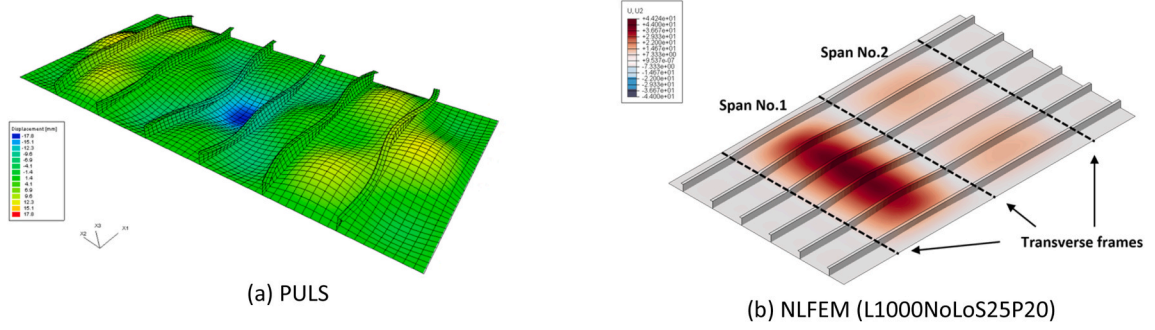 Displacement [mm]
-17.8
-15.1
-12.3
-9.6
-6.9
-4.1
-1.4
1.4
4.1
6.9
9.6
12.3
15.1
17.8
X2 X3 X1
(a) PULS
U, U2
+4.424e+01
+4.400e+01
+3.667e+01
+2.933e+01
+2.200e+01
+1.467e+01
+7.333e+00
+9.537e-07
-7.333e+00
-1.467e+01
-2.200e+01
-2.933e+01
-3.667e+01
-4.400e+01
Span No.2
Span No.1
Transverse frames
(b) NLFEM (L1000NoLoS25P20)